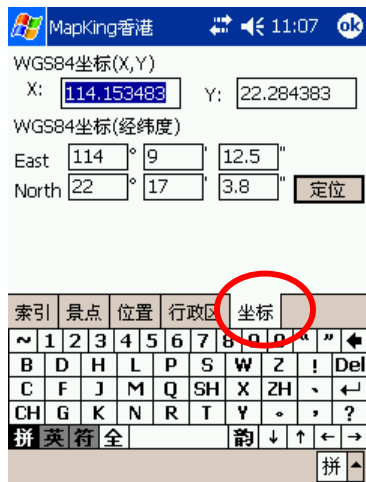 MapKing香港 11:07 ok
WGS84坐标(X,Y)
X: 114.153483 Y: 22.284383
WGS84坐标(经纬度)
East 114 ° 9 ' 12.5 "
North 22 ° 17 ' 3.8 " 定位
索引 景点 位置 行政区 坐标
~ 1 2 3 4 5 6 7 8 9 0 “ ” ←
B D H L P S W Z ! Del
C F J M Q SH X ZH 、 ↵
CH G K N R T Y 。 , ?
拼 英 符 全 韵 ↓ ↑ ← →
拼